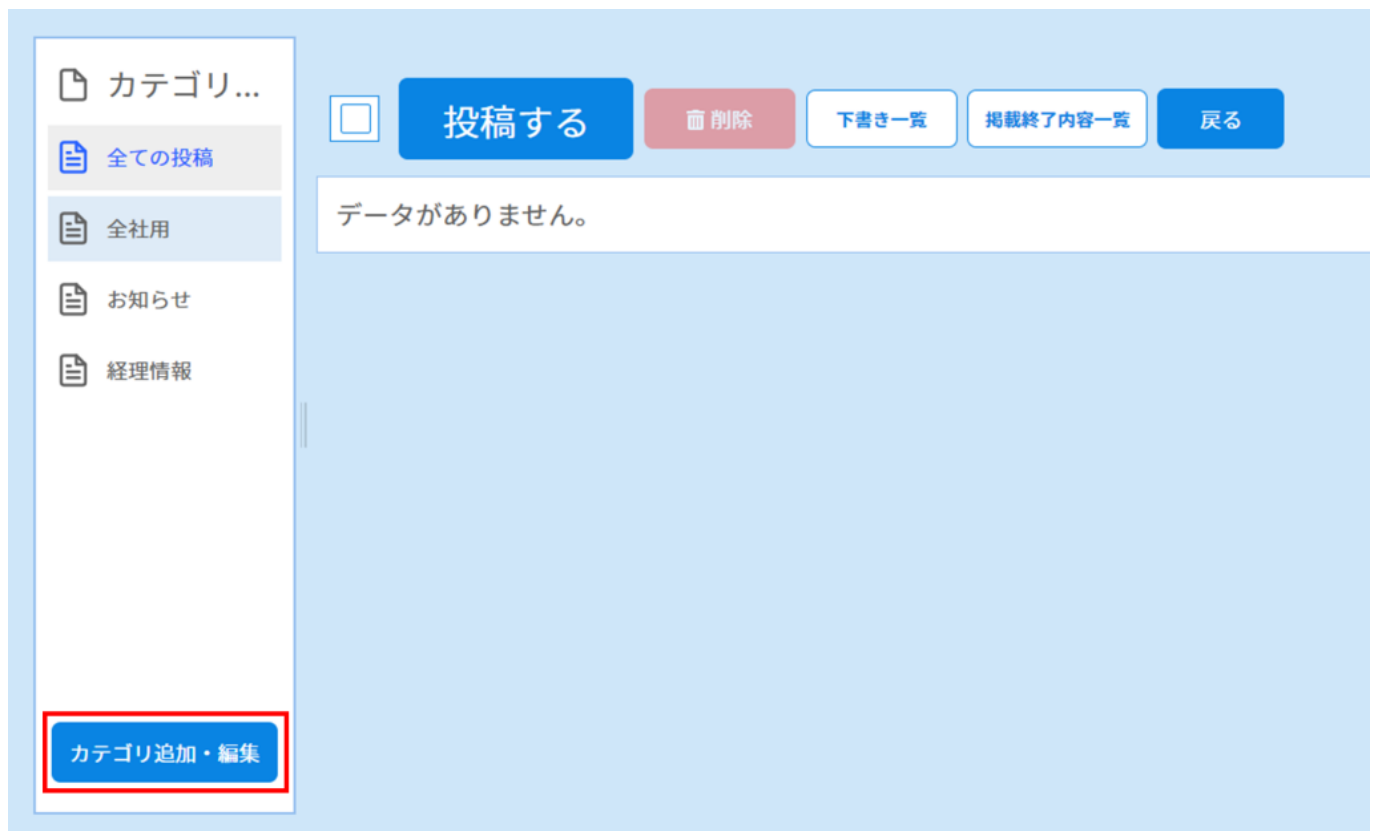 カテゴリ...
全ての投稿
全社用
お知らせ
経理情報
カテゴリ追加・編集
投稿する
削除
下書き一覧
掲載終了内容一覧
戻る
データがありません。